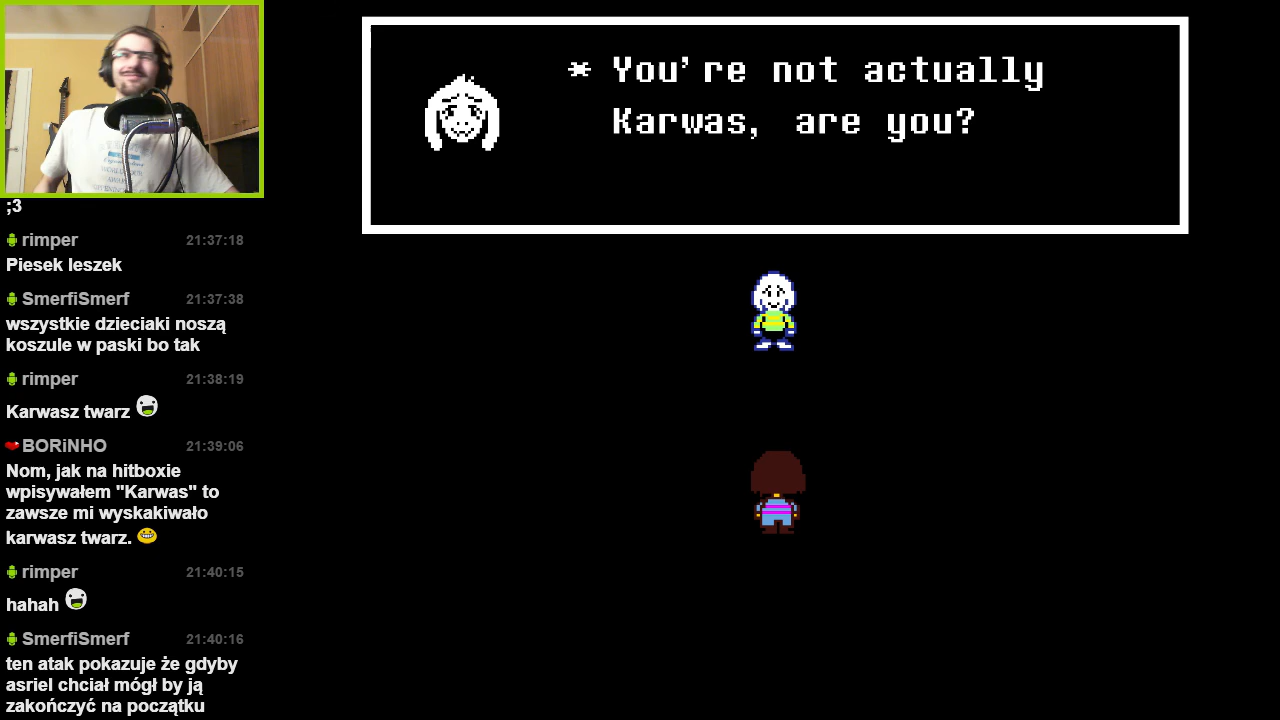 * You're not actually
Karwas, are you?
;3
rimper 21:37:18
Piesek leszek
SmerfiSmerf 21:37:38
wszystkie dzieciaki noszą
koszule w paski bo tak
rimper 21:38:19
Karwasz twarz
BORiNHO 21:39:06
Nom, jak na hitboxie
wpisywałem "Karwas" to
zawsze mi wyskakiwało
karwasz twarz.
rimper 21:40:15
hahah
SmerfiSmerf 21:40:16
ten atak pokazuje że gdyby
asriel chciał mógł by ją
zakończyć na początku